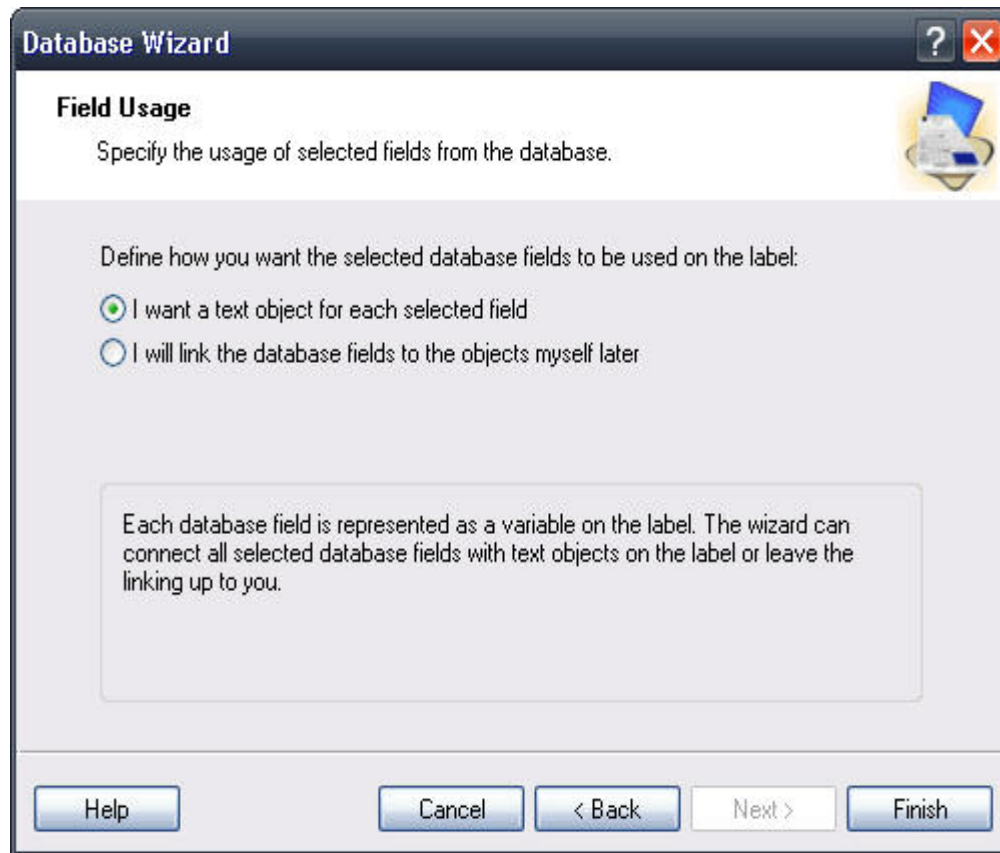 Database Wizard
?
Field Usage
Specify the usage of selected fields from the database.
Define how you want the selected database fields to be used on the label:
I want a text object for each selected field
I will link the database fields to the objects myself later
Each database field is represented as a variable on the label. The wizard can
connect all selected database fields with text objects on the label or leave the
linking up to you.
Help
Cancel
< Back
Next >
Finish